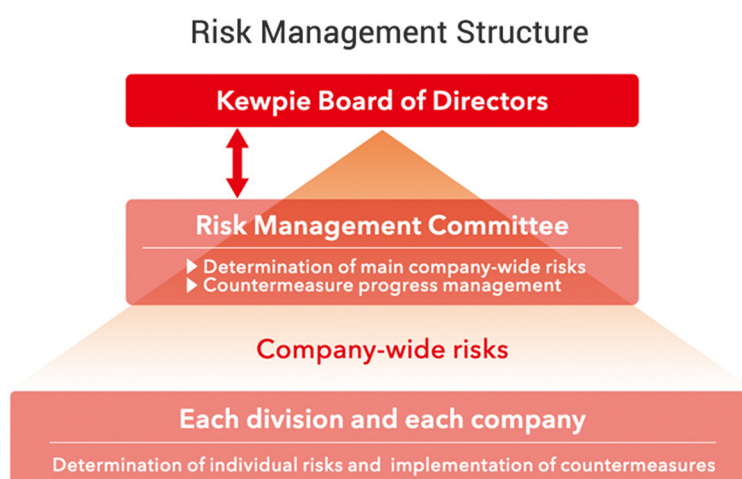 Risk Management Structure
Kewpie Board of Directors
Risk Management Committee
▶ Determination of main company-wide risks
▶ Countermeasure progress management
Company-wide risks
Each division and each company
Determination of individual risks and implementation of countermeasures